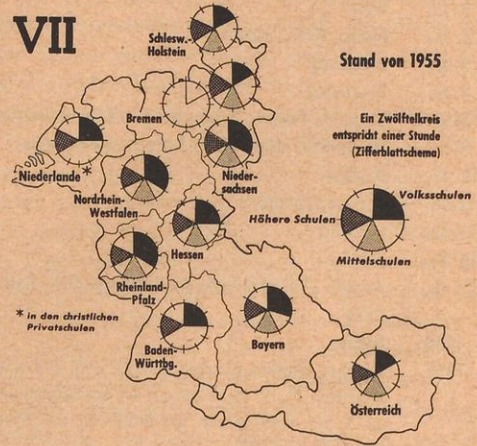 VII
Schlesw.-
Holstein
Stand von 1955
Bremen
Ein Zwölftelkreis
entspricht einer Stunde
(Zifferblattschema)
Niederlande*
Nieder-
sachsen
Nordrhein-
Westfalen
Volksschulen
Höhere Schulen
Mittelschulen
Hessen
Rheinland-
Pfalz
* in den christlichen
Privatschulen
Baden-
Württbg.
Bayern
Österreich